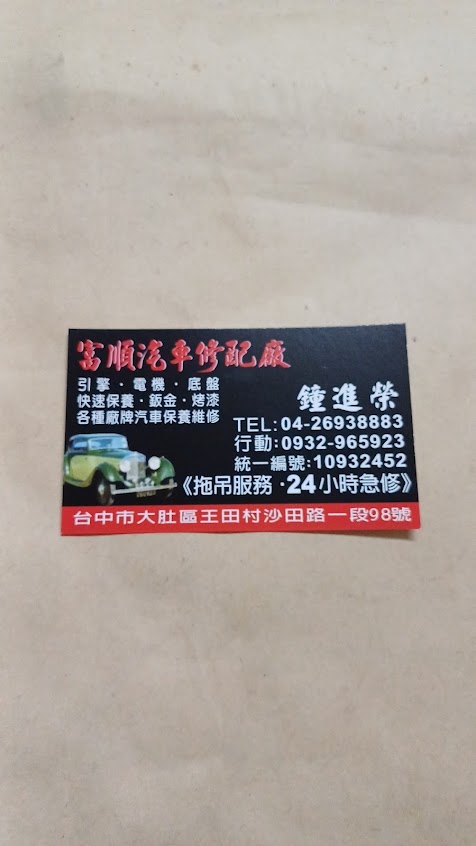 富順汽車修配廠
引擎・電機・底盤
快速保養・鈑金・烤漆
各種廠牌汽車保養維修
鐘進榮
TEL:04-26938883
行動:0932-965923
統一編號:10932452
《拖吊服務・24小時急修》
台中市大肚區王田村沙田路一段98號